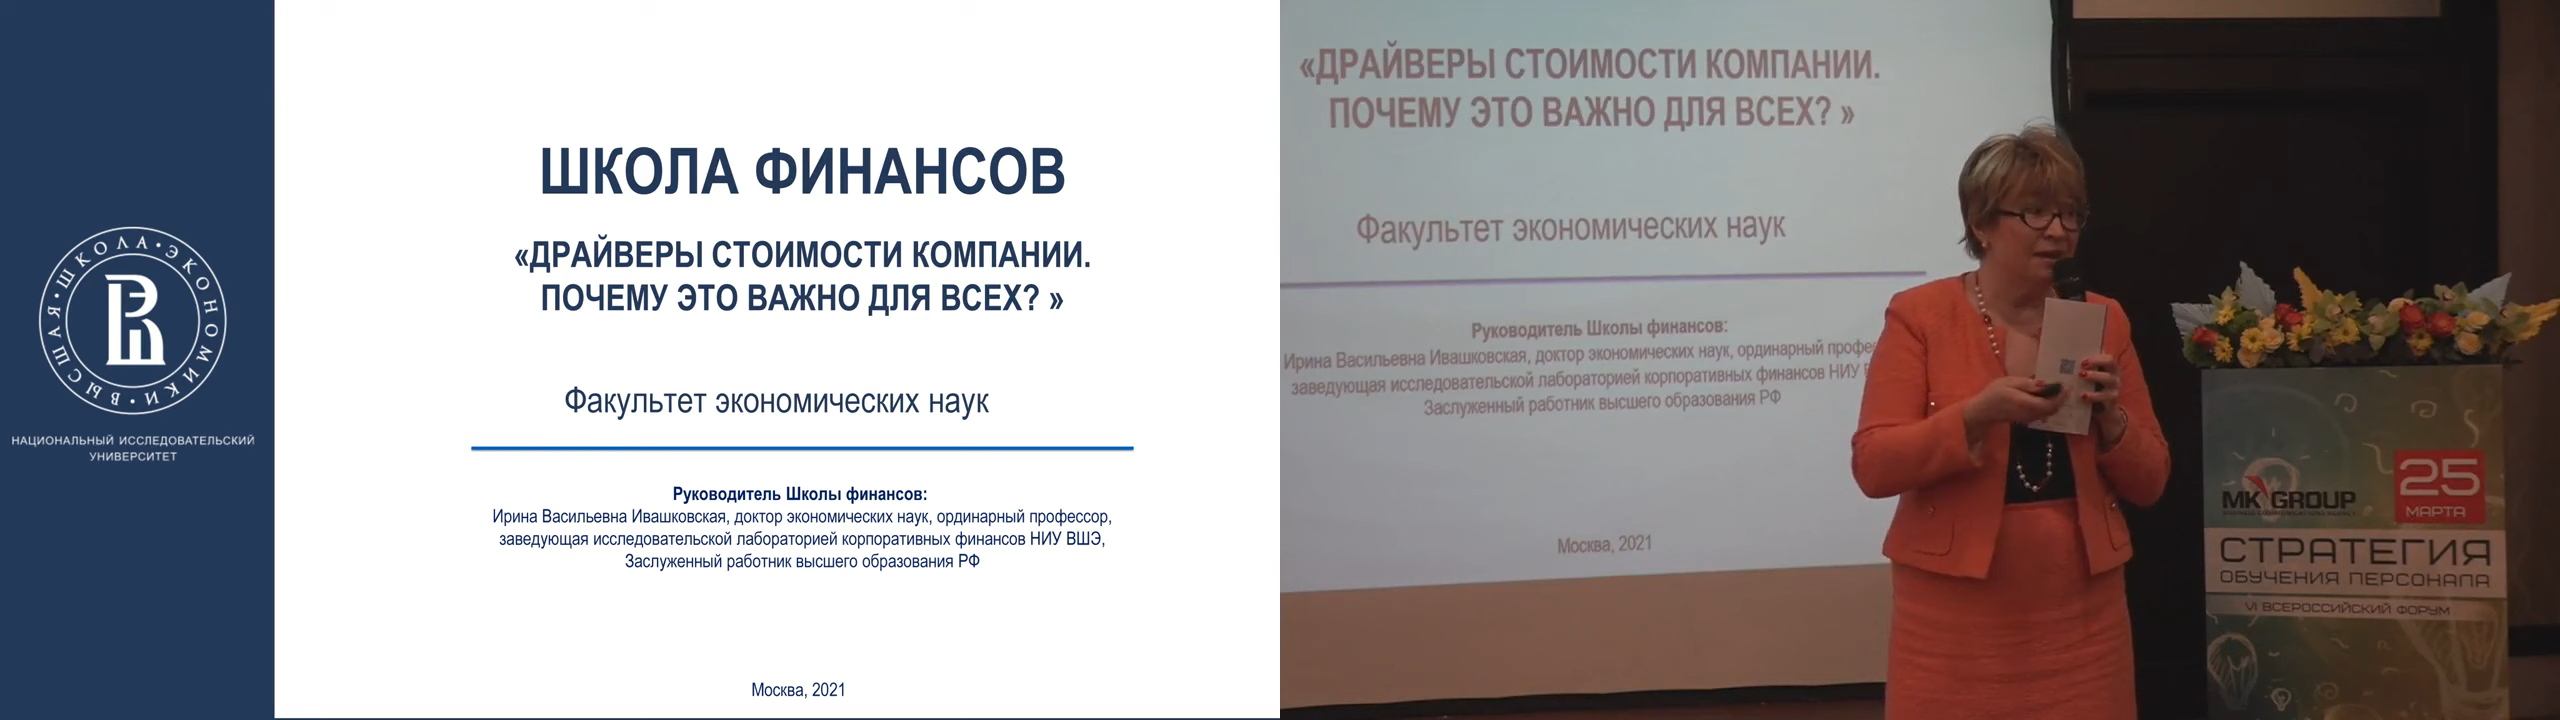 ВЫСШАЯ • ШКОЛА • ЭКОНОМИКИ •
НАЦИОНАЛЬНЫЙ ИССЛЕДОВАТЕЛЬСКИЙ
УНИВЕРСИТЕТ
ШКОЛА ФИНАНСОВ
«ДРАЙВЕРЫ СТОИМОСТИ КОМПАНИИ.
ПОЧЕМУ ЭТО ВАЖНО ДЛЯ ВСЕХ? »
Факультет экономических наук
Руководитель Школы финансов:
Ирина Васильевна Ивашковская, доктор экономических наук, ординарный профессор,
заведующая исследовательской лабораторией корпоративных финансов НИУ ВШЭ,
Заслуженный работник высшего образования РФ
Москва, 2021
«ДРАЙВЕРЫ СТОИМОСТИ КОМПАНИИ.
ПОЧЕМУ ЭТО ВАЖНО ДЛЯ ВСЕХ? »
Факультет экономических наук
Руководитель Школы финансов:
Ирина Васильевна Ивашковская, доктор экономических наук, ординарный профес
заведующая исследовательской лабораторией корпоративных финансов НИУ
Заслуженный работник высшего образования РФ
Москва, 2021
MK GROUP
25
МАРТА
СТРАТЕГИЯ
ОБУЧЕНИЯ ПЕРСОНАЛА
VI ВСЕРОССИЙСКИЙ ФОРУМ